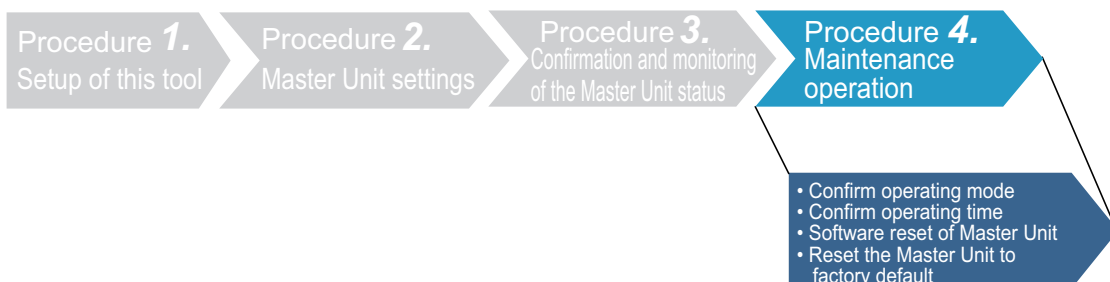 Procedure 1.
Setup of this tool
Procedure 2.
Master Unit settings
Procedure 3.
Confirmation and monitoring
of the Master Unit status
Procedure 4.
Maintenance
operation
• Confirm operating mode
• Confirm operating time
• Software reset of Master Unit
• Reset the Master Unit to
factory default